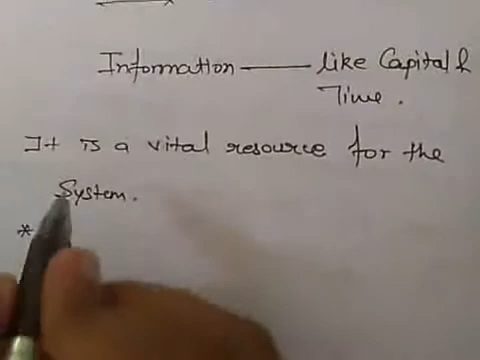 Information —— like Capital &
Time.
It is a vital resource for the
System.
*